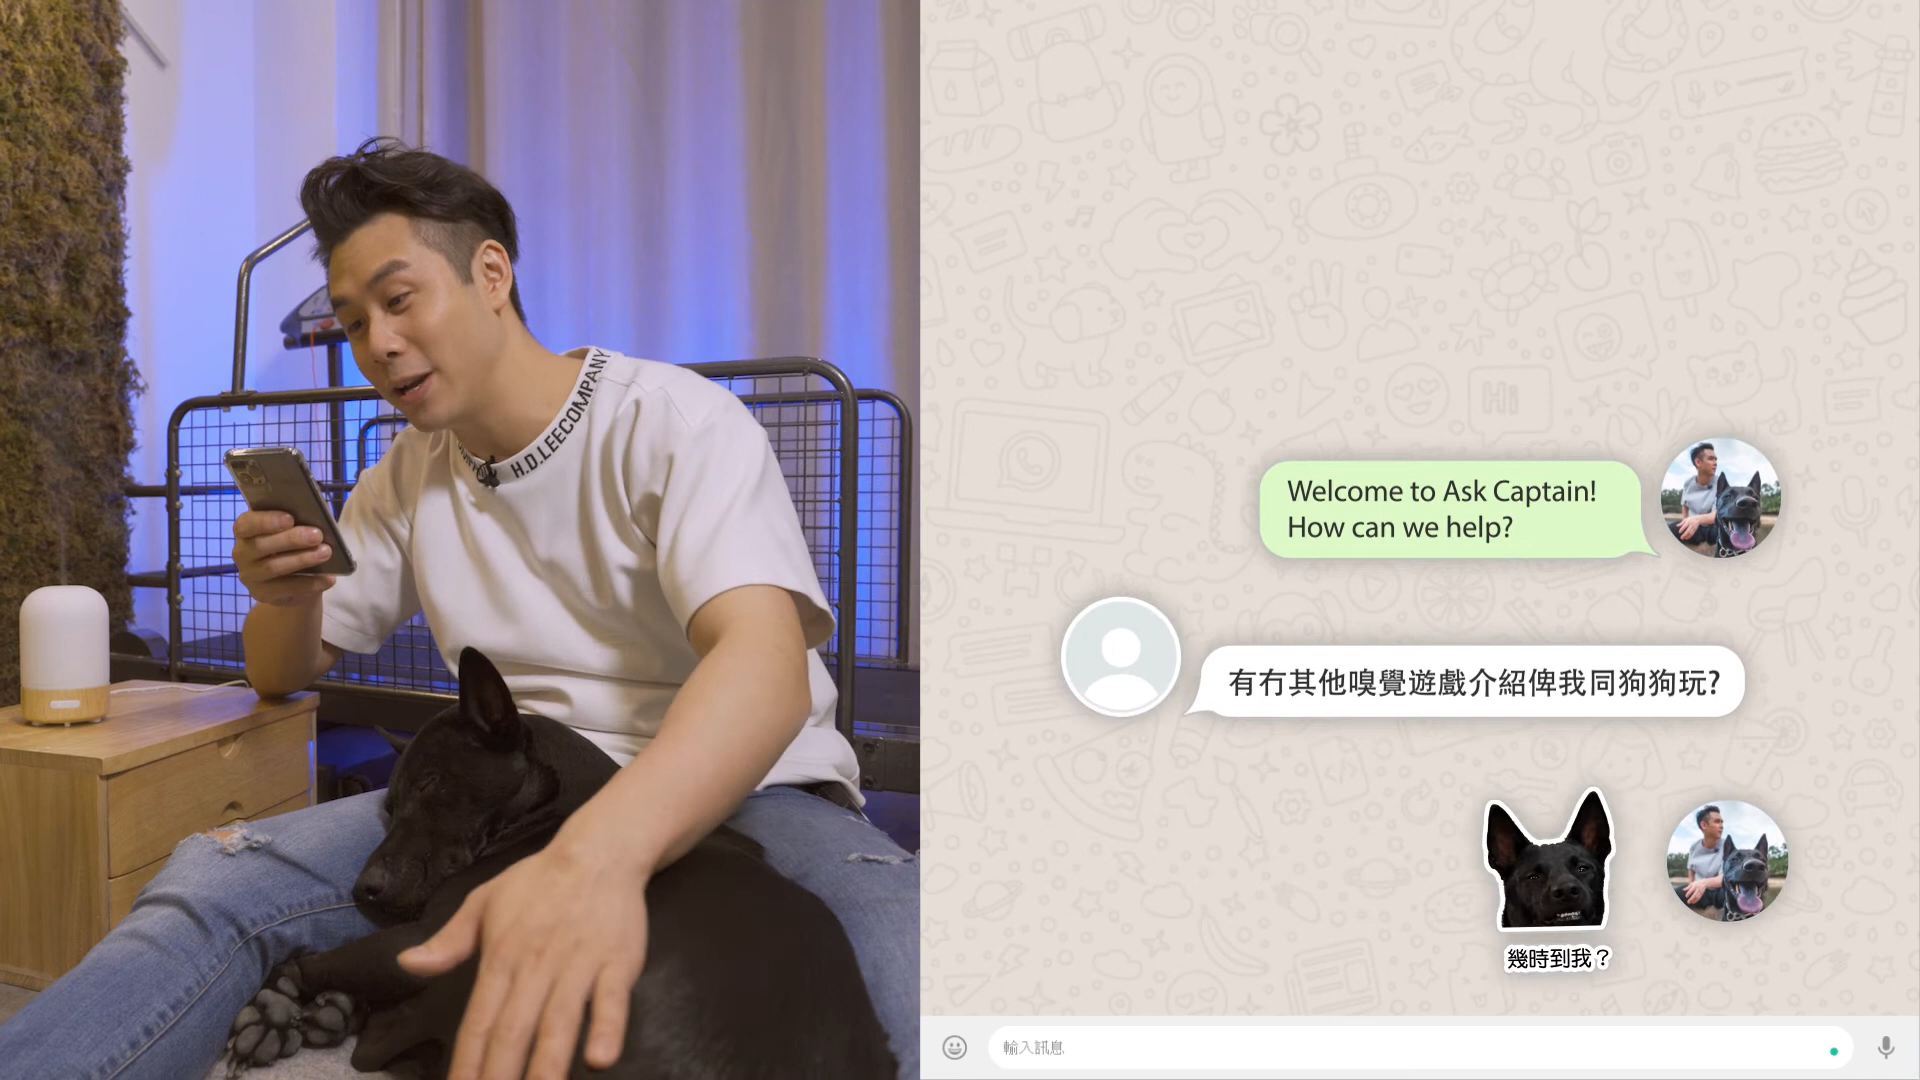 H.D.LEECOMPANY
Welcome to Ask Captain!
How can we help?
有冇其他嗅覺遊戲介紹俾我同狗狗玩?
幾時到我？
輸入訊息
Hi